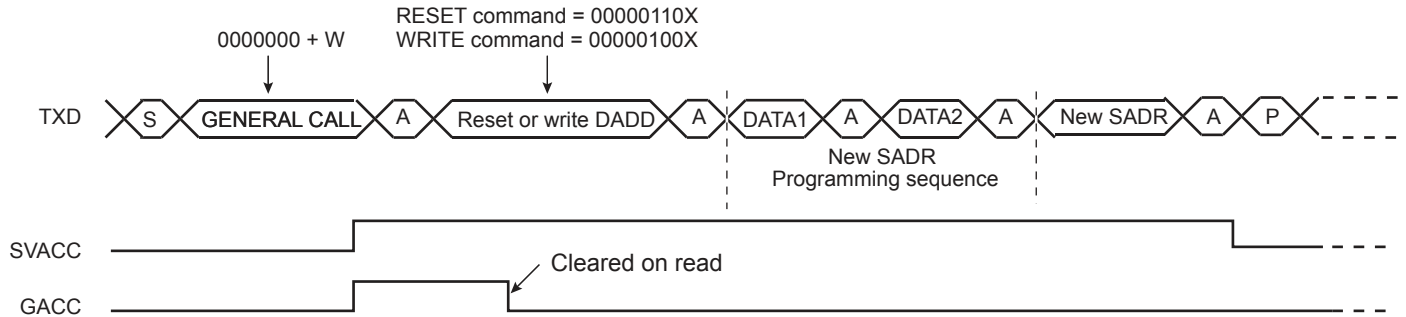 RESET command = 00000110X
0000000 + W
WRITE command = 00000100X
TXD S GENERAL CALL A Reset or write DADD A DATA1 A DATA2 A New SADR A P
New SADR
Programming sequence
SVACC
Cleared on read
GACC